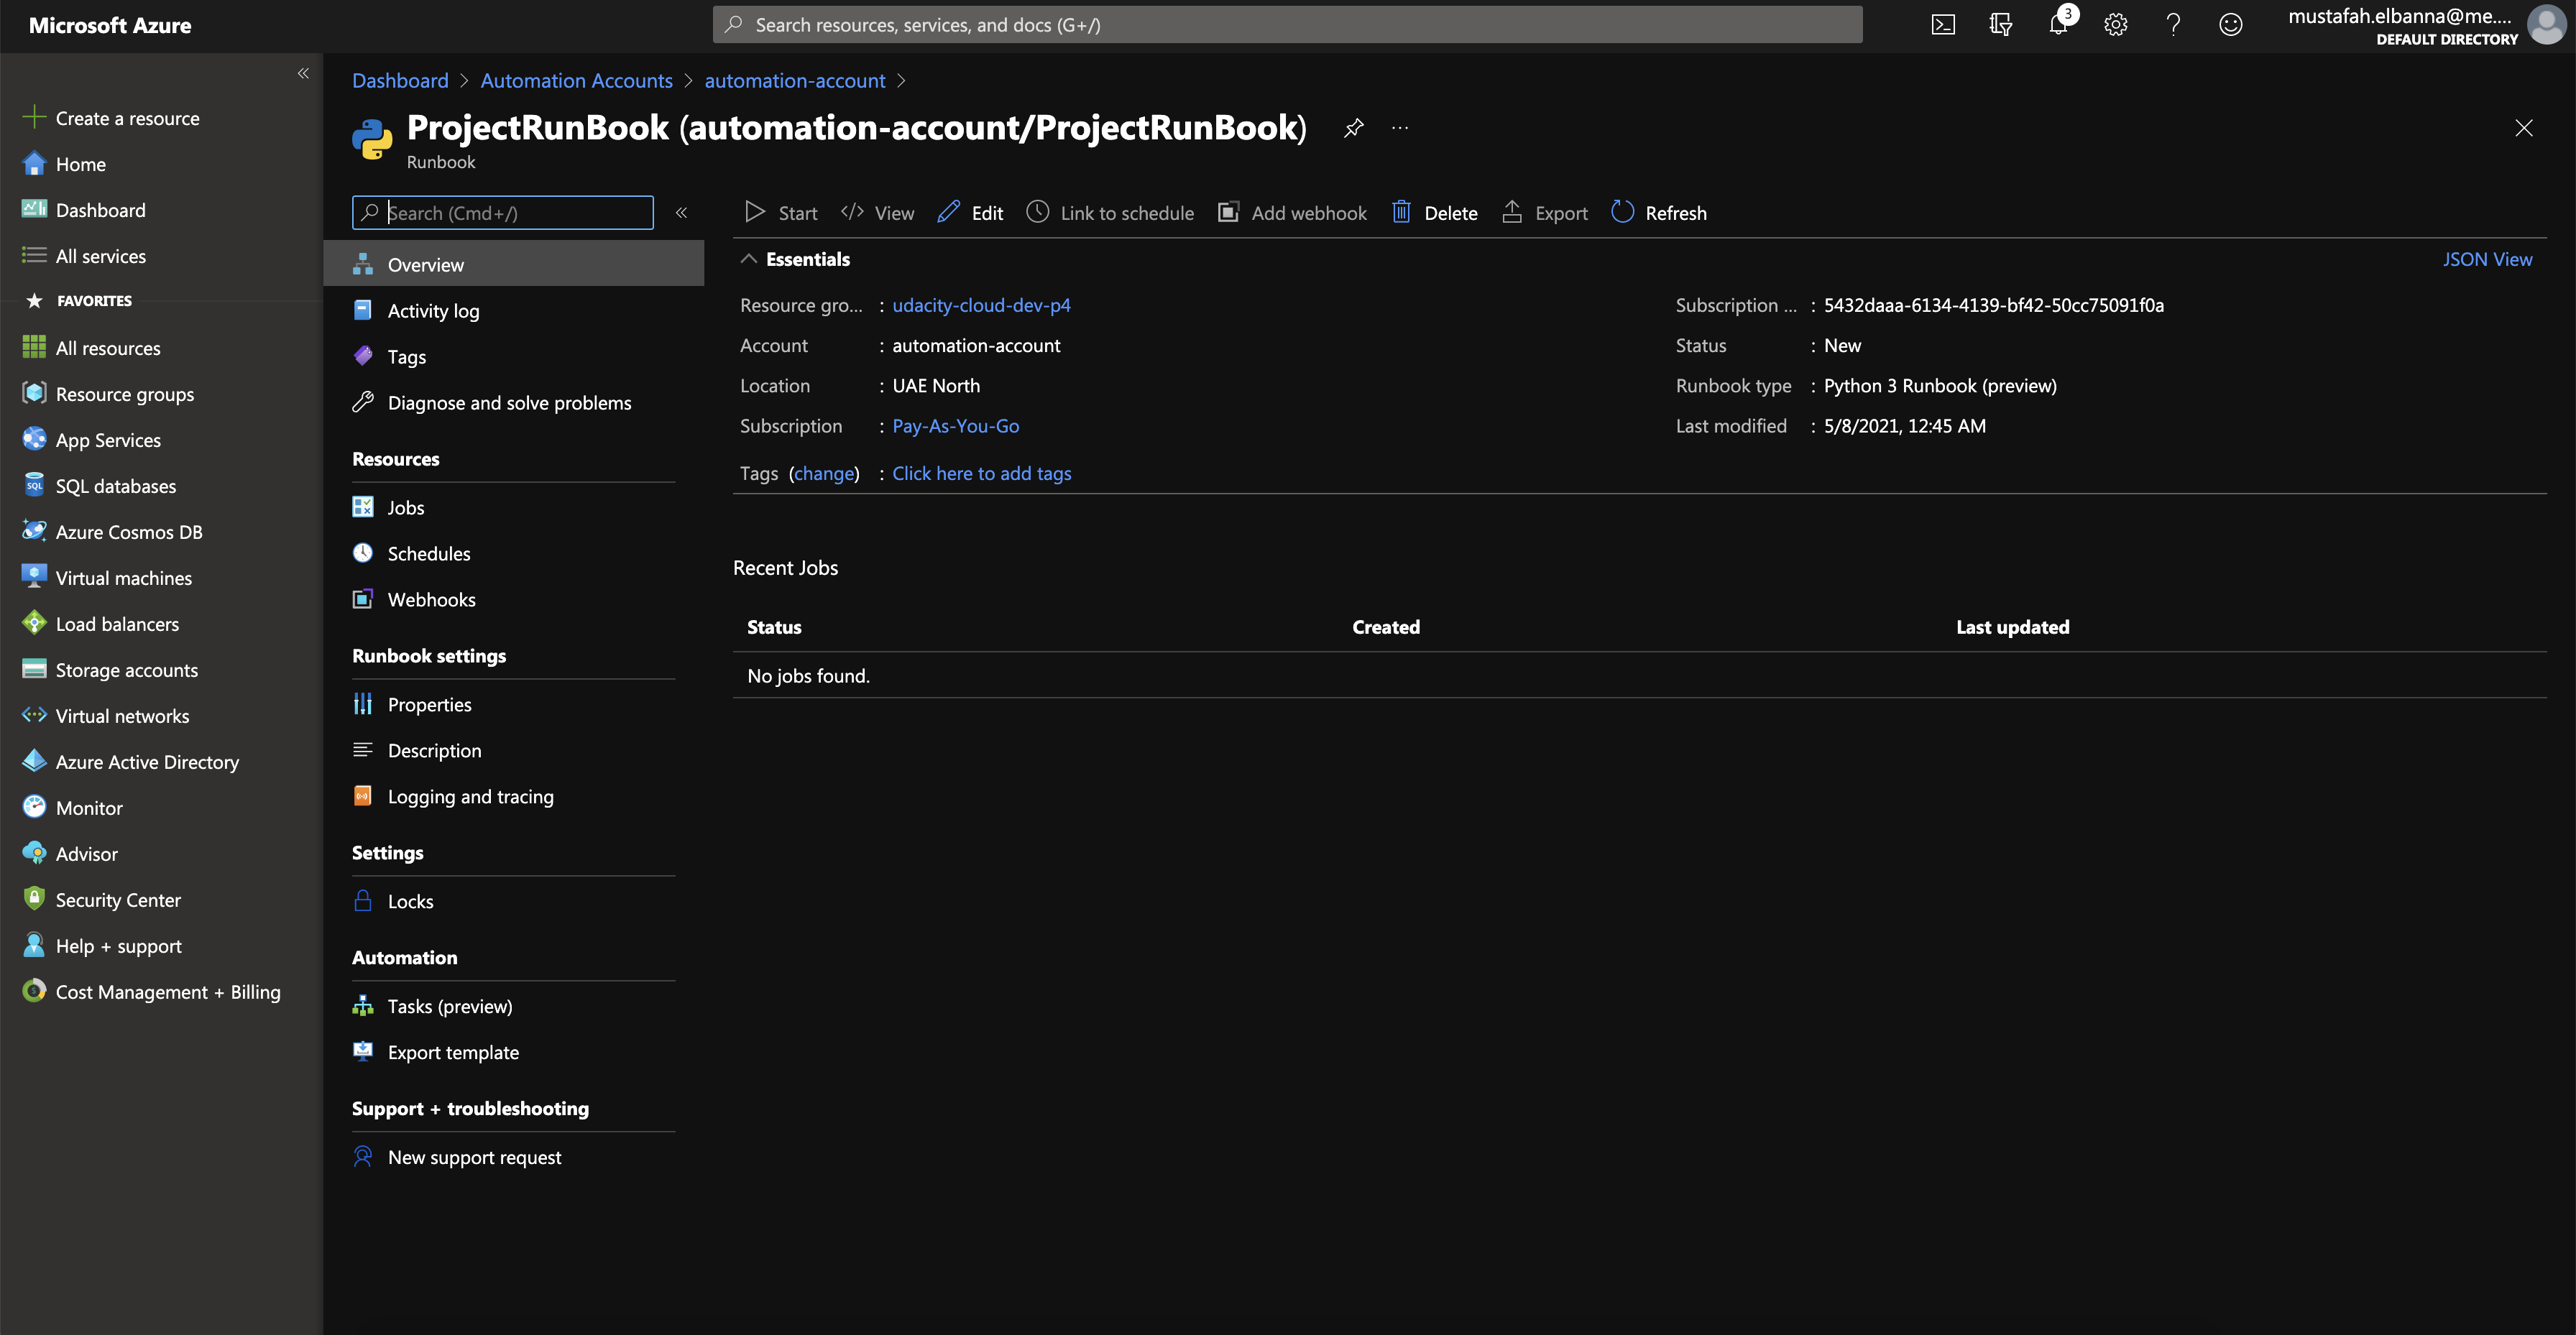 Microsoft Azure
Search resources, services, and docs (G+/)
3
mustafah.elbanna@me....
DEFAULT DIRECTORY
Create a resource
Home
Dashboard
All services
FAVORITES
All resources
Resource groups
App Services
SQL databases
Azure Cosmos DB
Virtual machines
Load balancers
Storage accounts
Virtual networks
Azure Active Directory
Monitor
Advisor
Security Center
Help + support
Cost Management + Billing
Dashboard > Automation Accounts > automation-account >
ProjectRunBook (automation-account/ProjectRunBook)
Runbook
Search (Cmd+/)
Overview
Activity log
Tags
Diagnose and solve problems
Resources
Jobs
Schedules
Webhooks
Runbook settings
Properties
Description
Logging and tracing
Settings
Locks
Automation
Tasks (preview)
Export template
Support + troubleshooting
New support request
Start View Edit Link to schedule Add webhook Delete Export Refresh
Essentials
JSON View
Resource gro... : udacity-cloud-dev-p4
Account : automation-account
Location : UAE North
Subscription : Pay-As-You-Go
Tags (change) : Click here to add tags
Subscription ... : 5432daaa-6134-4139-bf42-50cc75091f0a
Status : New
Runbook type : Python 3 Runbook (preview)
Last modified : 5/8/2021, 12:45 AM
Recent Jobs
Status Created Last updated
No jobs found.